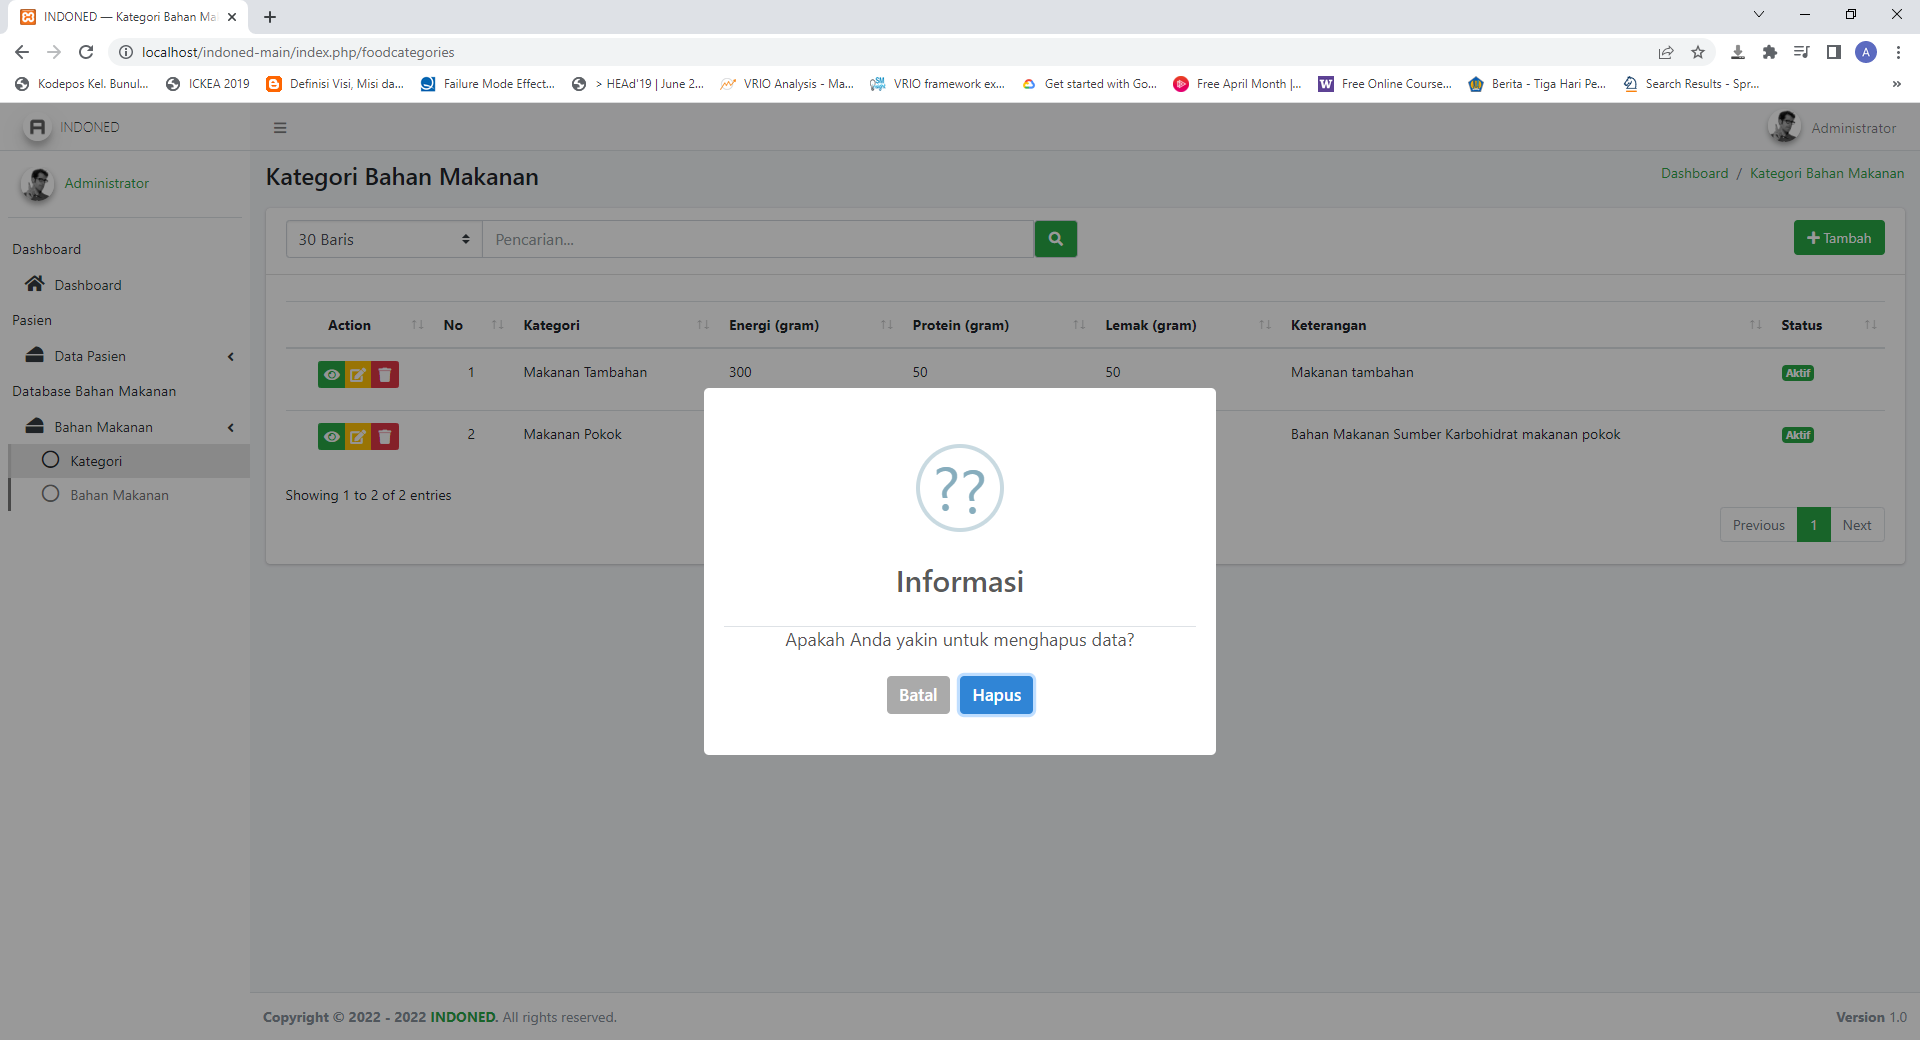 INDONED — Kategori Bahan Ma
localhost/indoned-main/index.php/foodcategories
A
Kodepos Kel. Bunul...
ICKEA 2019
Definisi Visi, Misi da...
Failure Mode Effect...
> HEAd'19 | June 2...
VRIO Analysis - Ma...
VRIO framework ex...
Get started with Go...
Free April Month |...
Free Online Course...
Berita - Tiga Hari Pe...
Search Results - Spr...
»
INDONED
Administrator
Administrator
Kategori Bahan Makanan
Dashboard / Kategori Bahan Makanan
30 Baris
Pencarian...
Tambah
Dashboard
Dashboard
Pasien
Data Pasien
Database Bahan Makanan
Bahan Makanan
Kategori
Bahan Makanan
Action No Kategori Energi (gram) Protein (gram) Lemak (gram) Keterangan Status
1 Makanan Tambahan 300 50 50 Makanan tambahan Aktif
2 Makanan Pokok Bahan Makanan Sumber Karbohidrat makanan pokok Aktif
Showing 1 to 2 of 2 entries
Previous 1 Next
??
Informasi
Apakah Anda yakin untuk menghapus data?
Batal Hapus
Copyright © 2022 - 2022 INDONED. All rights reserved.
Version 1.0